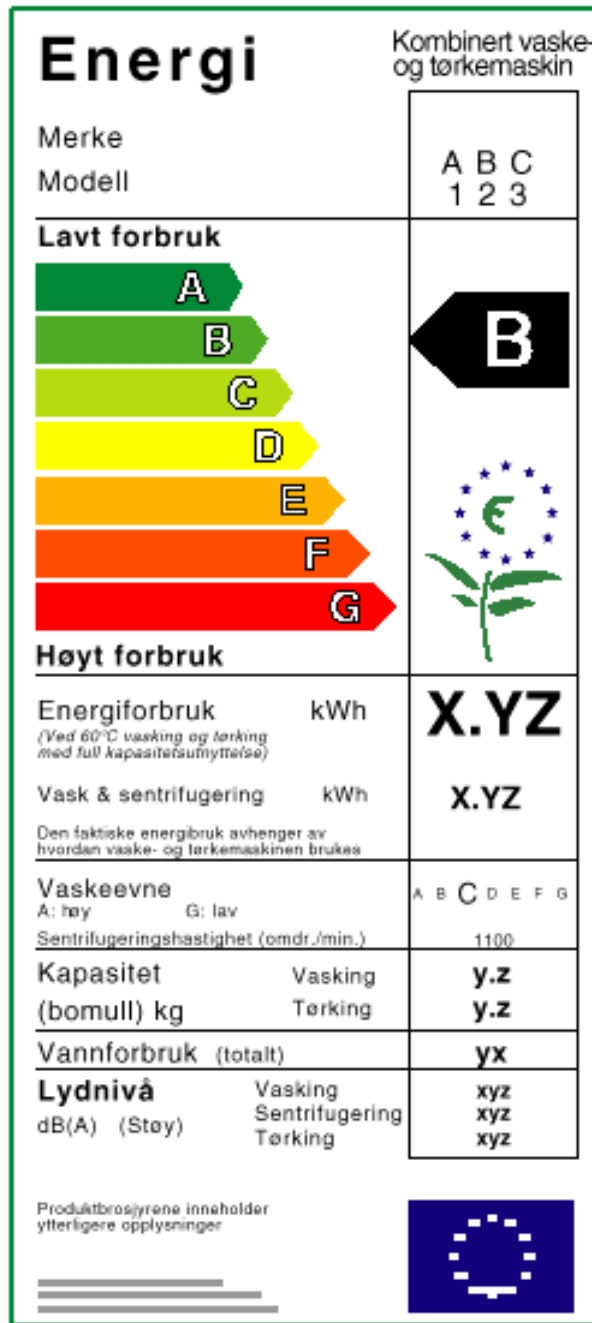 Energi
Kombinert vaske-
og tørkemaskin
Merke
Modell
A B C
1 2 3
Lavt forbruk
A
B
B
C
D
E
F
G
Høyt forbruk
Energiforbruk kWh X.YZ
(Ved 60°C vasking og tørking
med full kapasitetsutnyttelse)
Vask & sentrifugering kWh X.YZ
Den faktiske energibruk avhenger av
hvordan vaske- og tørkemaskinen brukes
Vaskeevne A B C D E F G
A: høy G: lav
Sentrifugeringshastighet (omdr./min.) 1100
Kapasitet Vasking y.z
(bomull) kg Tørking y.z
Vannforbruk (totalt) yx
Lydnivå Vasking xyz
dB(A) (Støy) Sentrifugering xyz
Tørking xyz
Produktbrosjyrene inneholder
ytterligere opplysninger